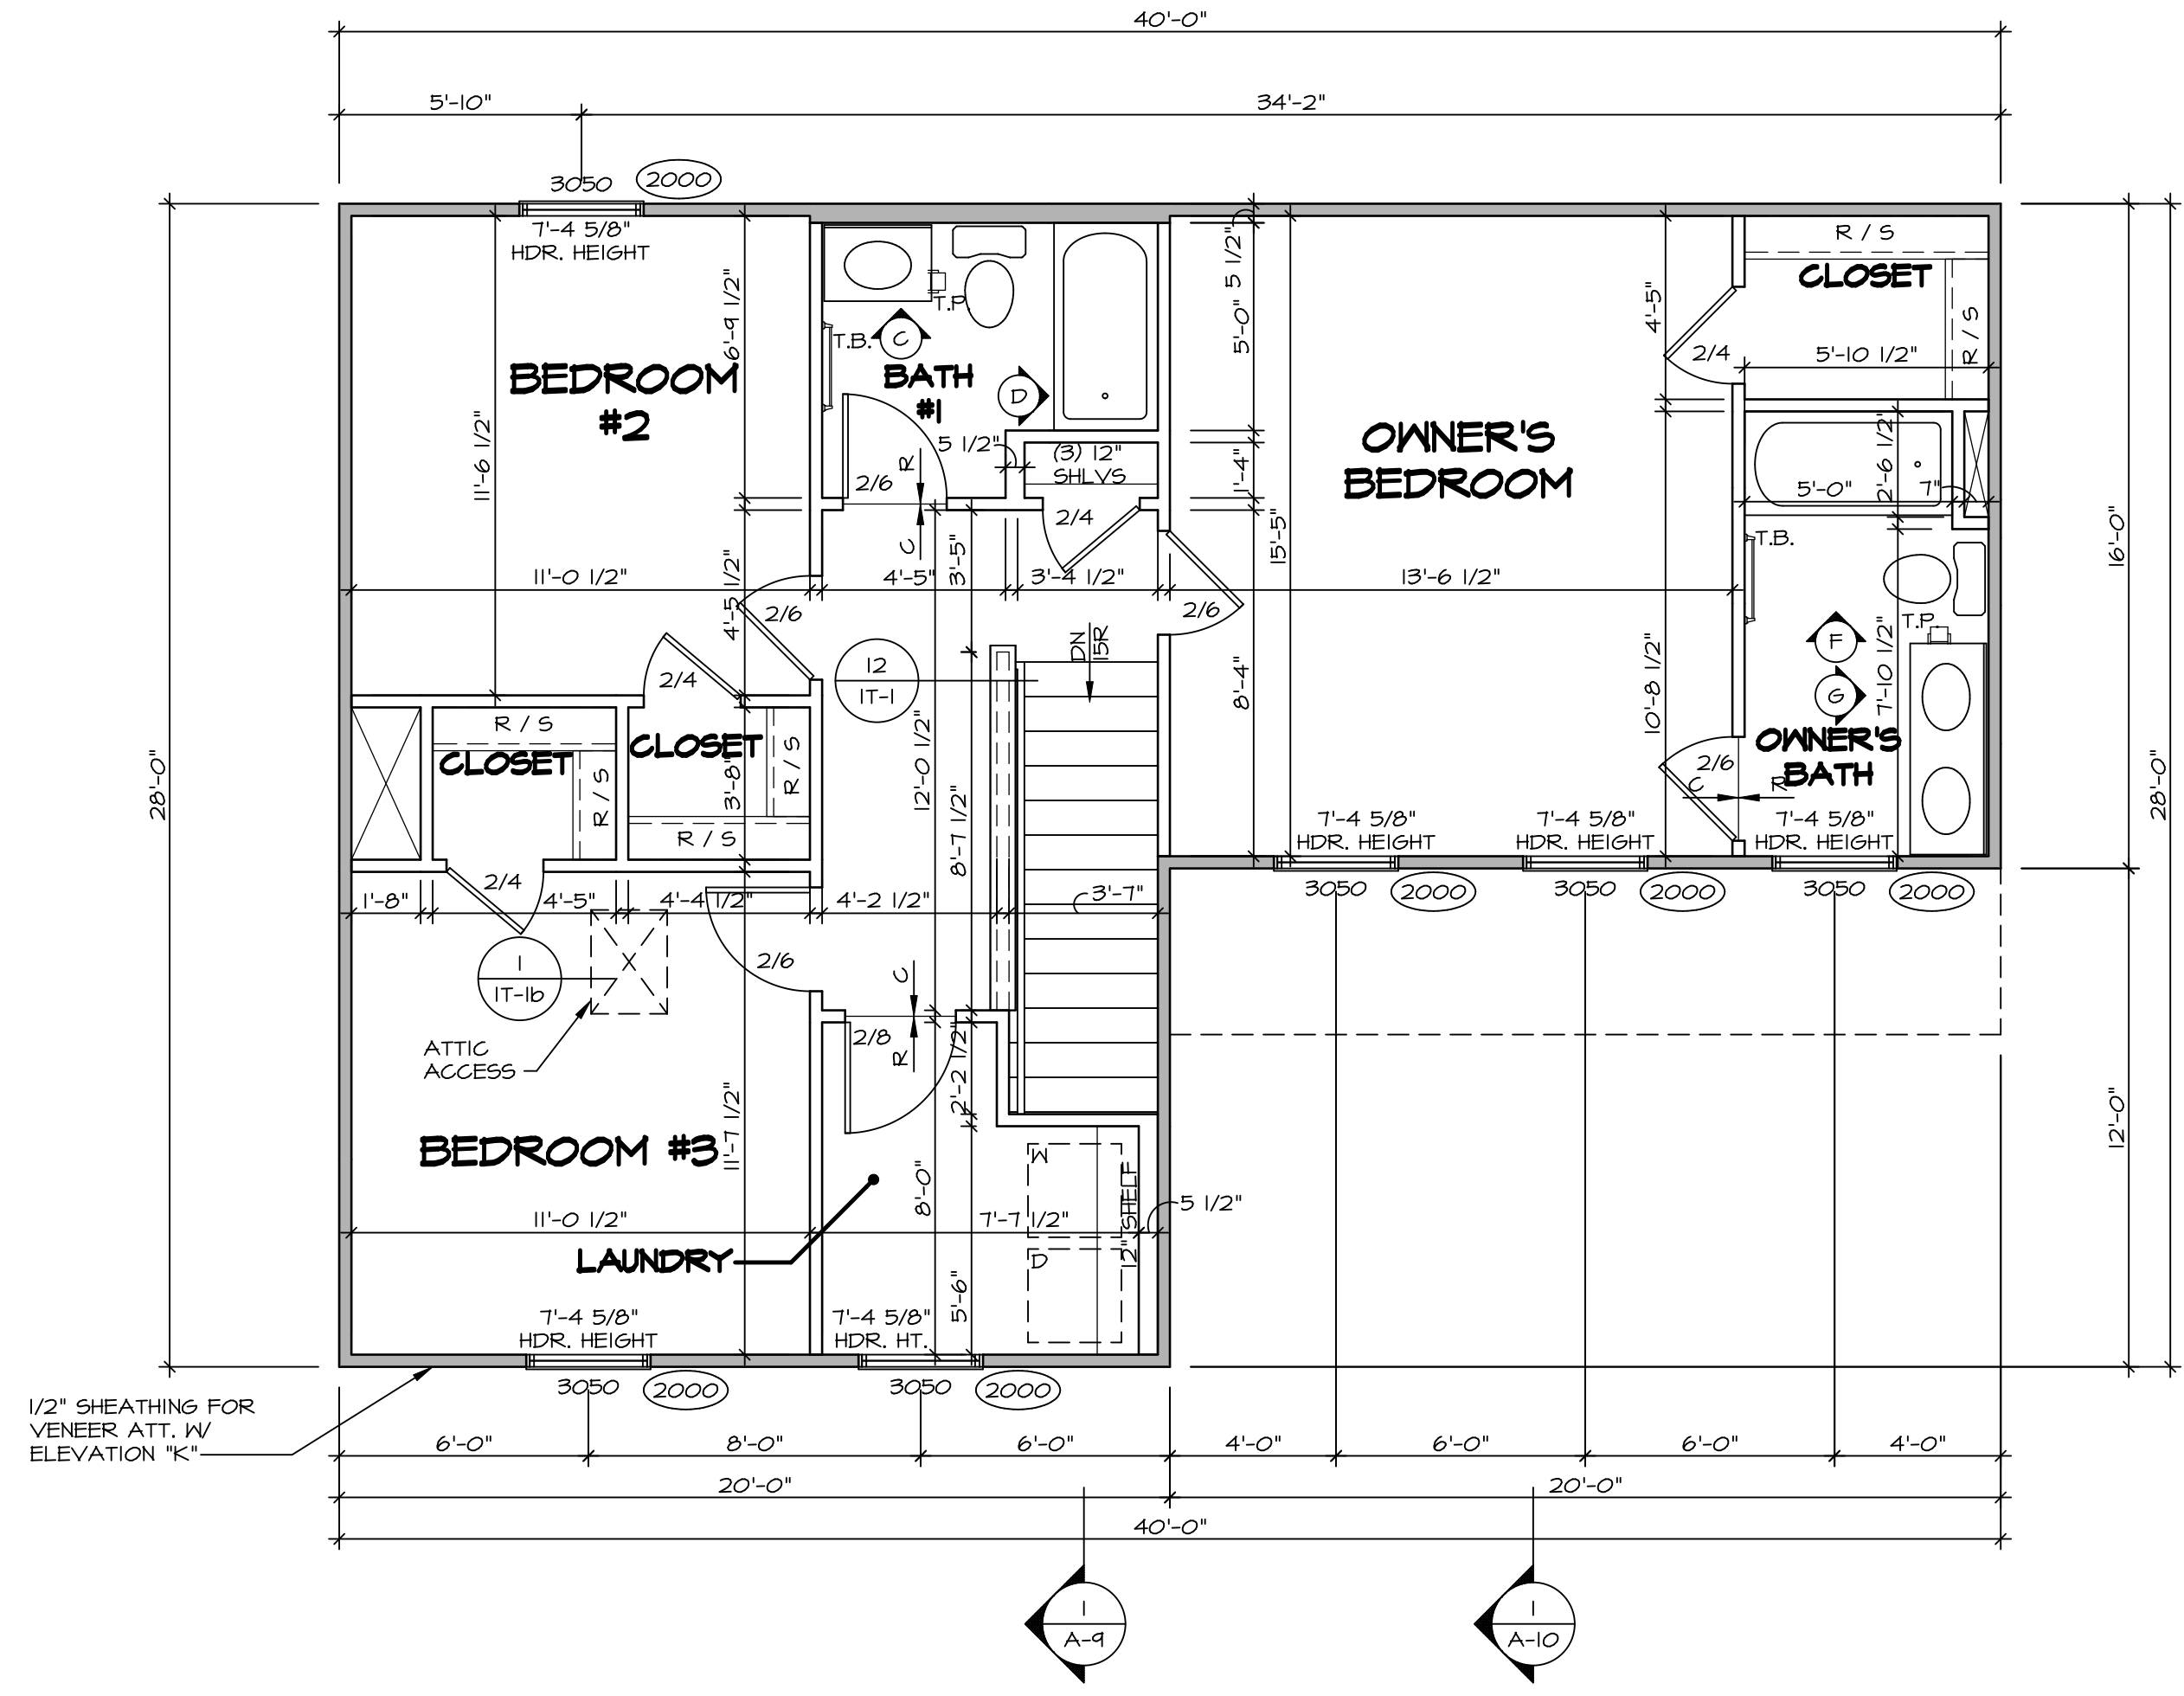 40'-0"
5'-10"
34'-2"
3050
2000
7'-4 5/8"
HDR. HEIGHT
R / S
CLOSET
R / S
5 1/2"
6'-9 1/2"
T.P.
T.B.
C
BATH
#1
D
5'-0"
4'-5"
2/4
5'-10 1/2"
BEDROOM
#2
11'-6 1/2"
OWNER'S
BEDROOM
5 1/2"
(3) 12"
SHLVS
1'-4"
2/6
R
C
2/4
2'-6 1/2"
5'-0"
7"
15'-5"
16'-0"
T.B.
11'-0 1/2"
4'-5 1/2"
4'-5"
3'-5"
3'-4 1/2"
13'-6 1/2"
2/6
2/6
T.P.
DN
15R
F
G
7'-10 1/2"
12
IT-1
2/4
8'-4"
10'-8 1/2"
R / S
CLOSET
R / S
CLOSET
R / S
R / S
3'-8"
12'-0 1/2"
8'-7 1/2"
28'-0"
OWNER'S
BATH
2/6
C
R
28'-0"
7'-4 5/8"
HDR. HEIGHT
7'-4 5/8"
HDR. HEIGHT
7'-4 5/8"
HDR. HEIGHT
3050
2000
3050
2000
3050
2000
2/4
1'-8"
4'-5"
4'-4 1/2"
4'-2 1/2"
3'-7"
1
IT-1b
X
2/6
C
R
2/8
ATTIC
ACCESS
2'-2 1/2"
12'-0"
BEDROOM #3
11'-7 1/2"
W
D
12" SHELF
8'-0"
5 1/2"
11'-0 1/2"
7'-7 1/2"
LAUNDRY
5'-6"
7'-4 5/8"
HDR. HEIGHT
7'-4 5/8"
HDR. HT.
3050
2000
3050
2000
1/2" SHEATHING FOR
VENEER ATT. W/
ELEVATION "K"
6'-0"
8'-0"
6'-0"
4'-0"
6'-0"
6'-0"
4'-0"
20'-0"
20'-0"
40'-0"
1
A-9
1
A-10